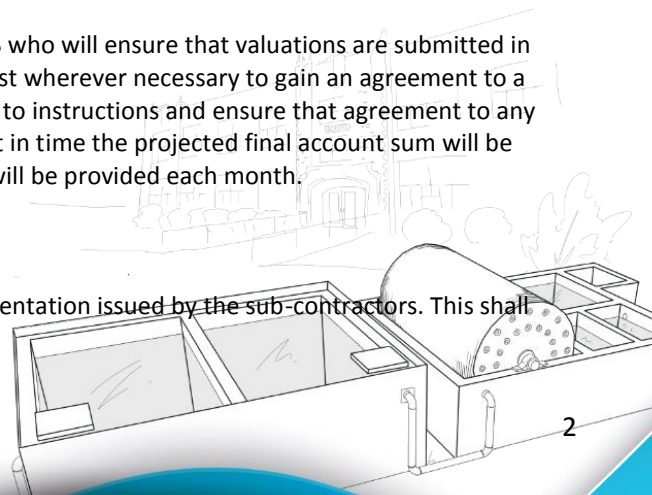 who will ensure that valuations are submitted in
st wherever necessary to gain an agreement to a
to instructions and ensure that agreement to any
t in time the projected final account sum will be
will be provided each month.
entation issued by the sub-contractors. This shall
2